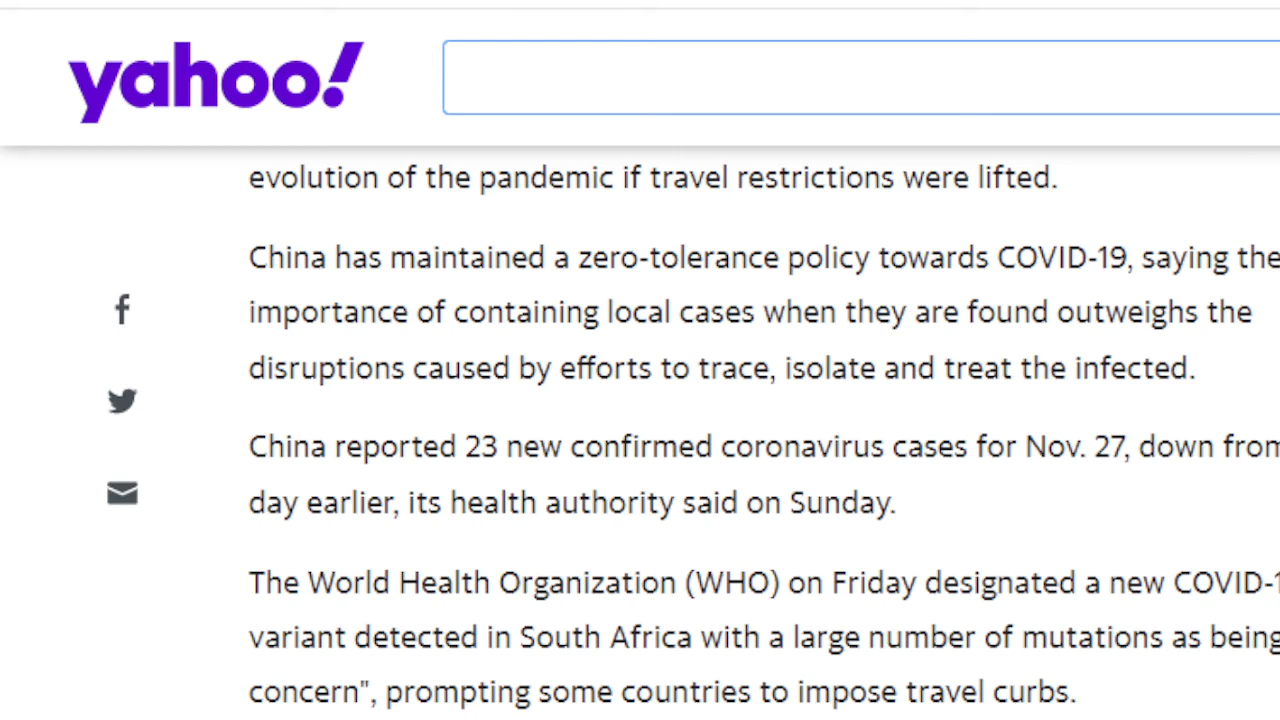 yahoo!
evolution of the pandemic if travel restrictions were lifted.
China has maintained a zero-tolerance policy towards COVID-19, saying the
importance of containing local cases when they are found outweighs the
disruptions caused by efforts to trace, isolate and treat the infected.
China reported 23 new confirmed coronavirus cases for Nov. 27, down from
day earlier, its health authority said on Sunday.
The World Health Organization (WHO) on Friday designated a new COVID-1
variant detected in South Africa with a large number of mutations as being
concern", prompting some countries to impose travel curbs.